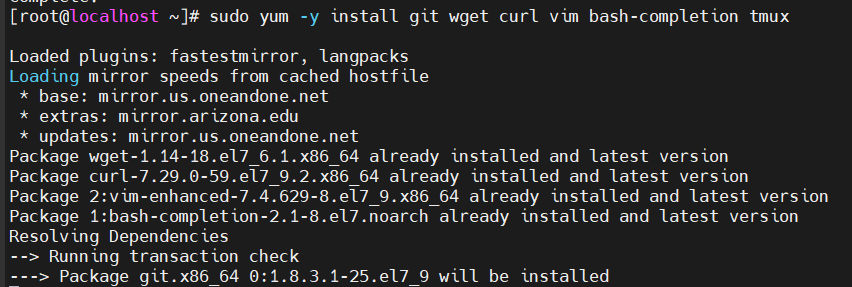 Complete!
[root@localhost ~]# sudo yum -y install git wget curl vim bash-completion tmux
Loaded plugins: fastestmirror, langpacks
Loading mirror speeds from cached hostfile
* base: mirror.us.oneandone.net
* extras: mirror.arizona.edu
* updates: mirror.us.oneandone.net
Package wget-1.14-18.el7_6.1.x86_64 already installed and latest version
Package curl-7.29.0-59.el7_9.2.x86_64 already installed and latest version
Package 2:vim-enhanced-7.4.629-8.el7_9.x86_64 already installed and latest version
Package 1:bash-completion-2.1-8.el7.noarch already installed and latest version
Resolving Dependencies
--> Running transaction check
---> Package git.x86_64 0:1.8.3.1-25.el7_9 will be installed